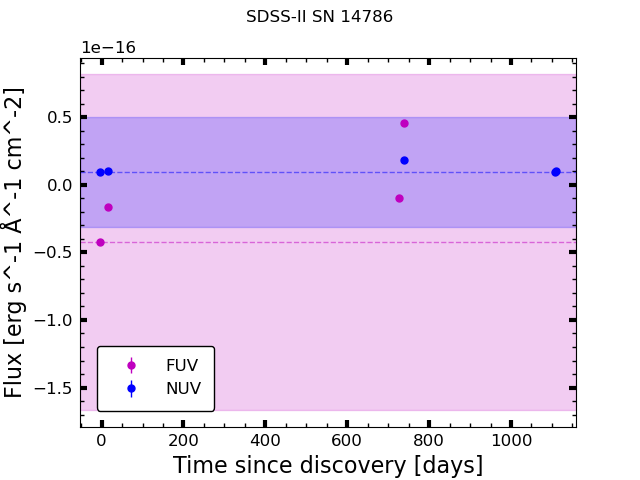 SDSS-II SN 14786
1e−16
Flux [erg s^-1 Å^-1 cm^-2]
0.5
0.0
−0.5
−1.0
−1.5
FUV
NUV
0 200 400 600 800 1000
Time since discovery [days]